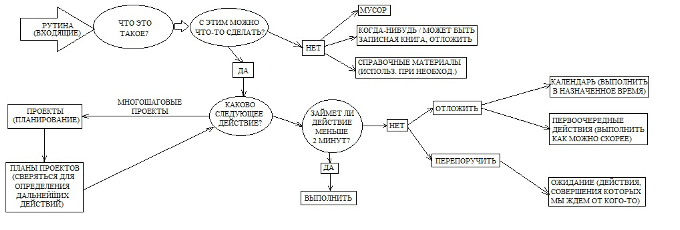 РУТИНА
(ВХОДЯЩИЕ)
ЧТО ЭТО
ТАКОЕ?
С ЭТИМ МОЖНО
ЧТО-ТО СДЕЛАТЬ?
НЕТ
МУСОР
КОГДА-НИБУДЬ / МОЖЕТ БЫТЬ
ЗАПИСНАЯ КНИГА, ОТЛОЖИТЬ
СПРАВОЧНЫЕ МАТЕРИАЛЫ
(ИСПОЛЬЗ. ПРИ НЕОБХОД.)
ДА
МНОГОШАГОВЫЕ
ПРОЕКТЫ
ПРОЕКТЫ
(ПЛАНИРОВАНИЕ)
ПЛАНЫ ПРОЕКТОВ
(СВЕРЯТЬСЯ ДЛЯ
ОПРЕДЕЛЕНИЯ
ДАЛЬНЕЙШИХ
ДЕЙСТВИЙ)
КАКОВО
СЛЕДУЮЩЕЕ
ДЕЙСТВИЕ?
ЗАЙМЕТ ЛИ
ДЕЙСТВИЕ
МЕНЬШЕ
2 МИНУТ?
ДА
ВЫПОЛНИТЬ
НЕТ
ОТЛОЖИТЬ
КАЛЕНДАРЬ (ВЫПОЛНИТЬ
В НАЗНАЧЕННОЕ ВРЕМЯ)
ПЕРВООЧЕРЕДНЫЕ
ДЕЙСТВИЯ (ВЫПОЛНИТЬ
КАК МОЖНО СКОРЕЕ)
ПЕРЕПОРУЧИТЬ
ОЖИДАНИЕ (ДЕЙСТВИЯ,
СОВЕРШЕНИЯ КОТОРЫХ
МЫ ЖДЕМ ОТ КОГО-ТО)